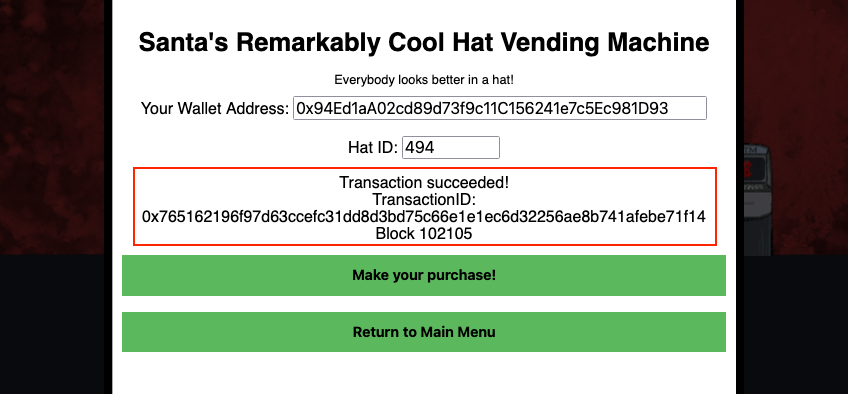 Santa's Remarkably Cool Hat Vending Machine
Everybody looks better in a hat!
Your Wallet Address: 0x94Ed1aA02cd89d73f9c11C156241e7c5Ec981D93
Hat ID: 494
Transaction succeeded!
TransactionID:
0x765162196f97d63ccefc31dd8d3bd75c66e1e1ec6d32256ae8b741afebe71f14
Block 102105
Make your purchase!
Return to Main Menu